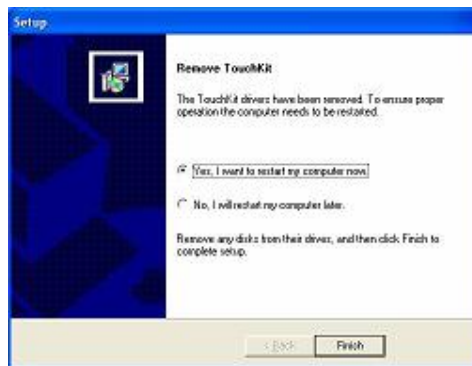 Setup
Remove TouchKit
The TouchKit drivers have been removed. To ensure proper
operation the computer needs to be restarted.
Yes, I want to restart my computer now.
No, I will restart my computer later.
Remove any disks from their drives, and then click Finish to
complete setup.
< Back
Finish